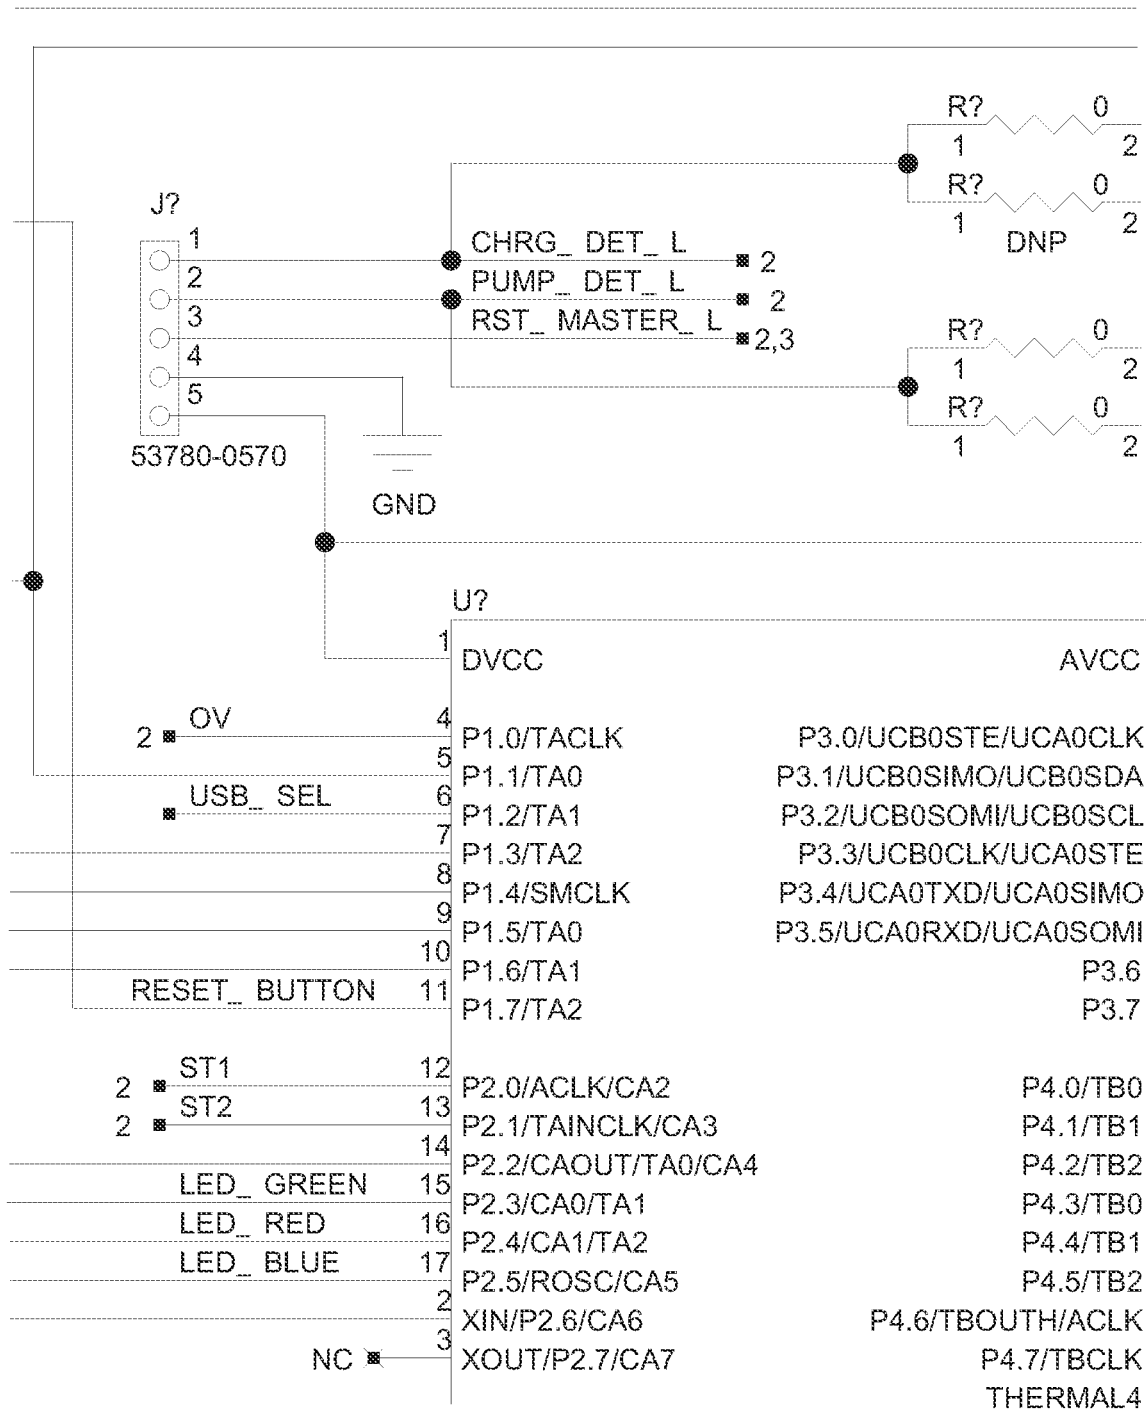 R? 0
1 2
R? 0
1 2
DNP
J?
1
2
3
4
5
53780-0570
CHRG_ DET_ L 2
PUMP_ DET_ L 2
RST_ MASTER_ L 2,3
R? 0
1 2
R? 0
1 2
GND
U?
1 DVCC AVCC
2 OV 4 P1.0/TACLK P3.0/UCB0STE/UCA0CLK
5 P1.1/TA0 P3.1/UCB0SIMO/UCB0SDA
USB_ SEL 6 P1.2/TA1 P3.2/UCB0SOMI/UCB0SCL
7 P1.3/TA2 P3.3/UCB0CLK/UCA0STE
8 P1.4/SMCLK P3.4/UCA0TXD/UCA0SIMO
9 P1.5/TA0 P3.5/UCA0RXD/UCA0SOMI
10 P1.6/TA1 P3.6
RESET_ BUTTON 11 P1.7/TA2 P3.7
2 ST1 12 P2.0/ACLK/CA2 P4.0/TB0
2 ST2 13 P2.1/TAINCLK/CA3 P4.1/TB1
14 P2.2/CAOUT/TA0/CA4 P4.2/TB2
LED_ GREEN 15 P2.3/CA0/TA1 P4.3/TB0
LED_ RED 16 P2.4/CA1/TA2 P4.4/TB1
LED_ BLUE 17 P2.5/ROSC/CA5 P4.5/TB2
2 XIN/P2.6/CA6 P4.6/TBOUTH/ACLK
NC 3 XOUT/P2.7/CA7 P4.7/TBCLK
THERMAL4